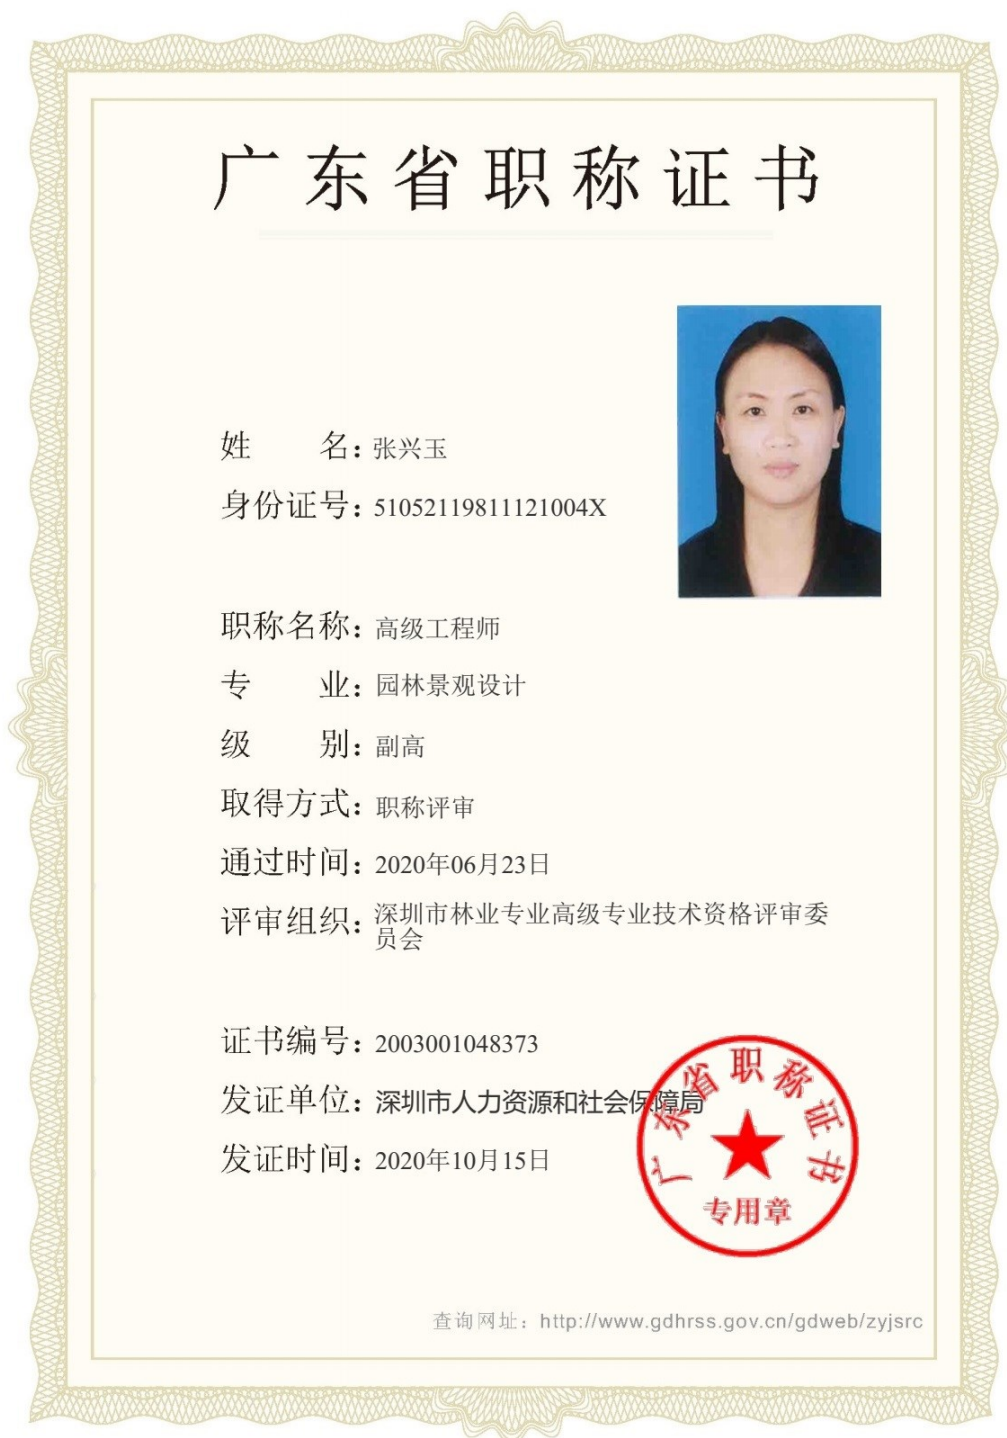 广东省职称证书
姓　　名：张兴玉
身份证号：51052119811121004X
职称名称：高级工程师
专　　业：园林景观设计
级　　别：副高
取得方式：职称评审
通过时间：2020年06月23日
评审组织：深圳市林业专业高级专业技术资格评审委
员会
证书编号：2003001048373
发证单位：深圳市人力资源和社会保障局
发证时间：2020年10月15日
广东省职称证书
专用章
查询网址：http://www.gdhrss.gov.cn/gdweb/zyjsrc